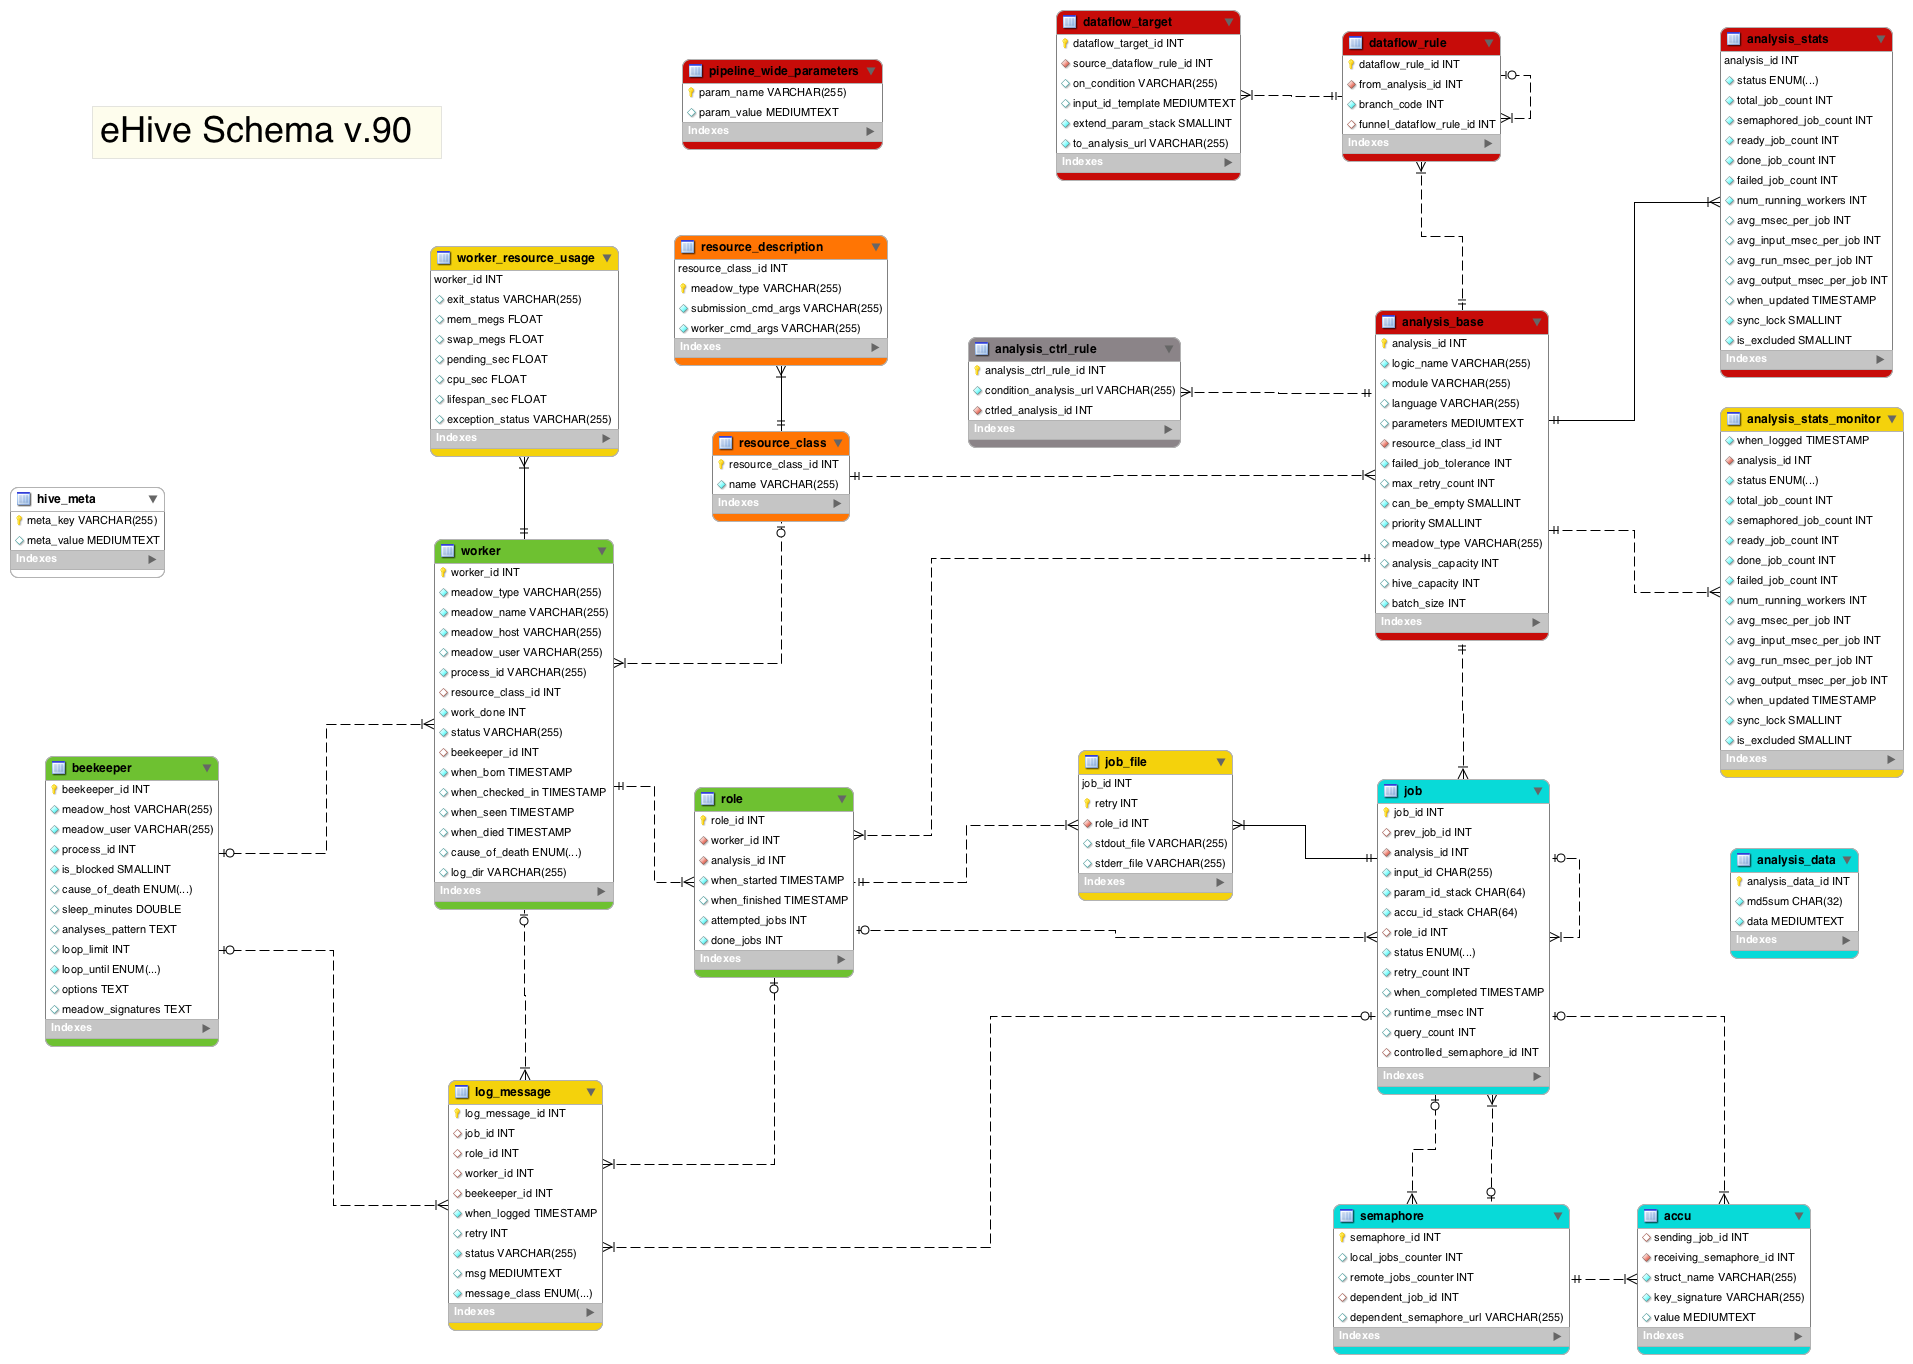 eHive Schema v.90
pipeline_wide_parameters
param_name VARCHAR(255)
param_value MEDIUMTEXT
Indexes
dataflow_target
dataflow_target_id INT
source_dataflow_rule_id INT
on_condition VARCHAR(255)
input_id_template MEDIUMTEXT
extend_param_stack SMALLINT
to_analysis_url VARCHAR(255)
Indexes
dataflow_rule
dataflow_rule_id INT
from_analysis_id INT
branch_code INT
funnel_dataflow_rule_id INT
Indexes
analysis_stats
analysis_id INT
status ENUM(...)
total_job_count INT
semaphored_job_count INT
ready_job_count INT
done_job_count INT
failed_job_count INT
num_running_workers INT
avg_msec_per_job INT
avg_input_msec_per_job INT
avg_run_msec_per_job INT
avg_output_msec_per_job INT
when_updated TIMESTAMP
sync_lock SMALLINT
is_excluded SMALLINT
Indexes
worker_resource_usage
worker_id INT
exit_status VARCHAR(255)
mem_megs FLOAT
swap_megs FLOAT
pending_sec FLOAT
cpu_sec FLOAT
lifespan_sec FLOAT
exception_status VARCHAR(255)
Indexes
resource_description
resource_class_id INT
meadow_type VARCHAR(255)
submission_cmd_args VARCHAR(255)
worker_cmd_args VARCHAR(255)
Indexes
analysis_ctrl_rule
analysis_ctrl_rule_id INT
condition_analysis_url VARCHAR(255)
ctrled_analysis_id INT
Indexes
analysis_base
analysis_id INT
logic_name VARCHAR(255)
module VARCHAR(255)
language VARCHAR(255)
parameters MEDIUMTEXT
resource_class_id INT
failed_job_tolerance INT
max_retry_count INT
can_be_empty SMALLINT
priority SMALLINT
meadow_type VARCHAR(255)
analysis_capacity INT
hive_capacity INT
batch_size INT
Indexes
analysis_stats_monitor
when_logged TIMESTAMP
analysis_id INT
status ENUM(...)
total_job_count INT
semaphored_job_count INT
ready_job_count INT
done_job_count INT
failed_job_count INT
num_running_workers INT
avg_msec_per_job INT
avg_input_msec_per_job INT
avg_run_msec_per_job INT
avg_output_msec_per_job INT
when_updated TIMESTAMP
sync_lock SMALLINT
is_excluded SMALLINT
Indexes
resource_class
resource_class_id INT
name VARCHAR(255)
Indexes
hive_meta
meta_key VARCHAR(255)
meta_value MEDIUMTEXT
Indexes
worker
worker_id INT
meadow_type VARCHAR(255)
meadow_name VARCHAR(255)
meadow_host VARCHAR(255)
meadow_user VARCHAR(255)
process_id VARCHAR(255)
resource_class_id INT
work_done INT
status VARCHAR(255)
beekeeper_id INT
when_born TIMESTAMP
when_checked_in TIMESTAMP
when_seen TIMESTAMP
when_died TIMESTAMP
cause_of_death ENUM(...)
log_dir VARCHAR(255)
Indexes
beekeeper
beekeeper_id INT
meadow_host VARCHAR(255)
meadow_user VARCHAR(255)
process_id INT
is_blocked SMALLINT
cause_of_death ENUM(...)
sleep_minutes DOUBLE
analyses_pattern TEXT
loop_limit INT
loop_until ENUM(...)
options TEXT
meadow_signatures TEXT
Indexes
role
role_id INT
worker_id INT
analysis_id INT
when_started TIMESTAMP
when_finished TIMESTAMP
attempted_jobs INT
done_jobs INT
Indexes
job_file
job_id INT
retry INT
role_id INT
stdout_file VARCHAR(255)
stderr_file VARCHAR(255)
Indexes
job
job_id INT
prev_job_id INT
analysis_id INT
input_id CHAR(255)
param_id_stack CHAR(64)
accu_id_stack CHAR(64)
role_id INT
status ENUM(...)
retry_count INT
when_completed TIMESTAMP
runtime_msec INT
query_count INT
controlled_semaphore_id INT
Indexes
analysis_data
analysis_data_id INT
md5sum CHAR(32)
data MEDIUMTEXT
Indexes
log_message
log_message_id INT
job_id INT
role_id INT
worker_id INT
beekeeper_id INT
when_logged TIMESTAMP
retry INT
status VARCHAR(255)
msg MEDIUMTEXT
message_class ENUM(...)
Indexes
semaphore
semaphore_id INT
local_jobs_counter INT
remote_jobs_counter INT
dependent_job_id INT
dependent_semaphore_url VARCHAR(255)
Indexes
accu
sending_job_id INT
receiving_semaphore_id INT
struct_name VARCHAR(255)
key_signature VARCHAR(255)
value MEDIUMTEXT
Indexes